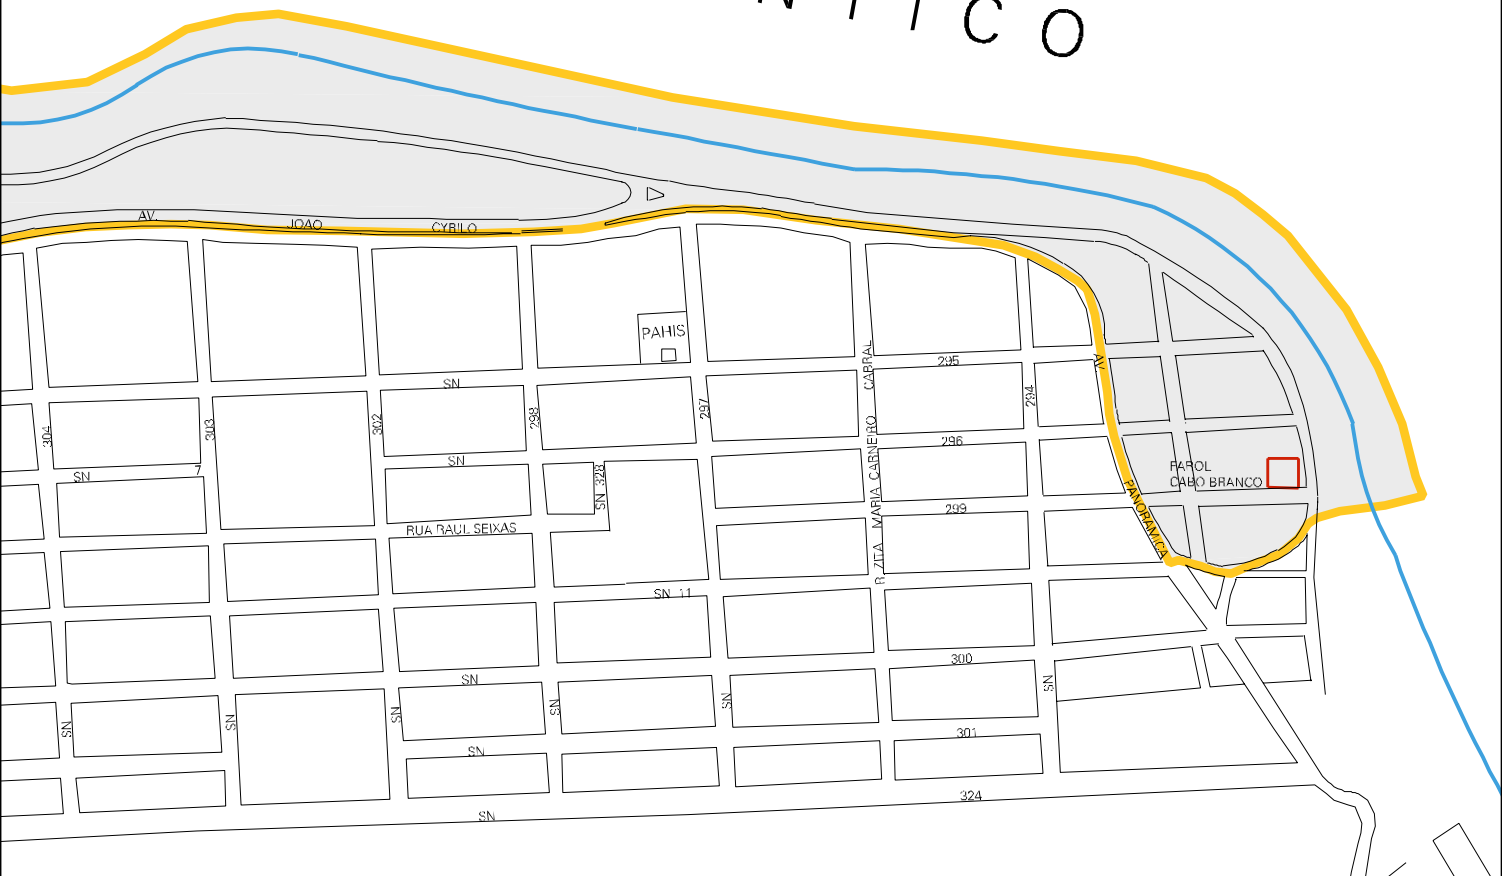 NTICO
AV.
JOAO
CYRILO
PAHIS
295
CABRAL
AV.
SN
294
297
298
302
303
304
296
MARIA CARNEIRO
SN
FAROL
CABO BRANCO
7
SN
SN 328
299
PANORAMICA
RUA RAUL SEIXAS
R. ZITA
SN 11
300
SN
SN
SN
SN
SN
SN
SN
301
SN
324
SN